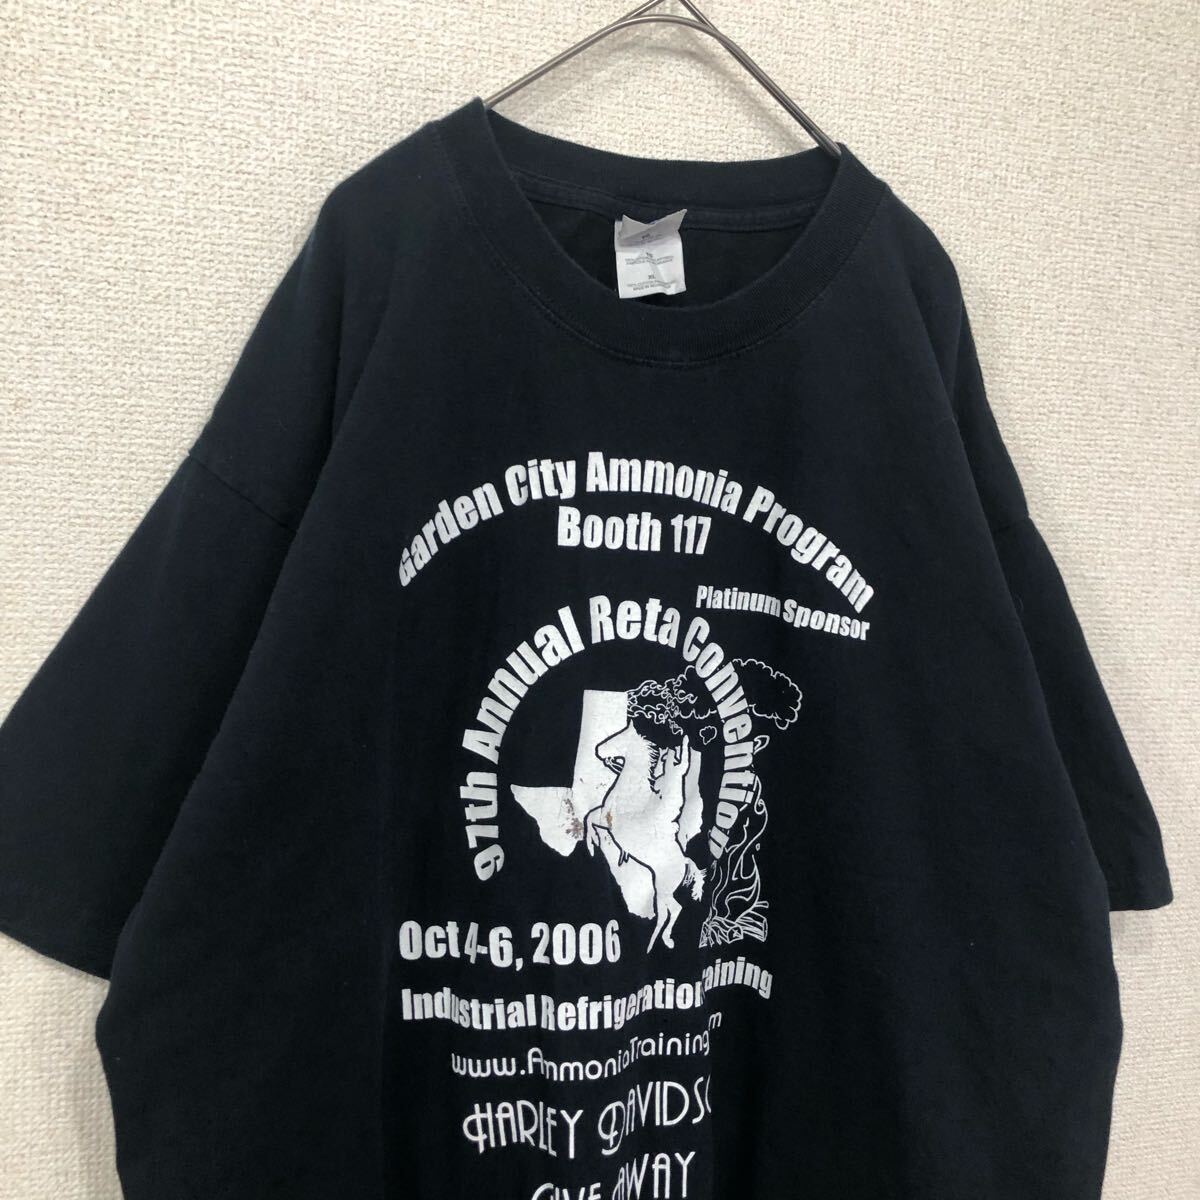 Garden City Ammonia Program
Booth 117
Platinum Sponsor
97th Annual Reta Convention
Oct 4-6, 2006
Industrial Refrigeration
www.AmmoniaTraining
HARLEY
GIVE AWAY
XL